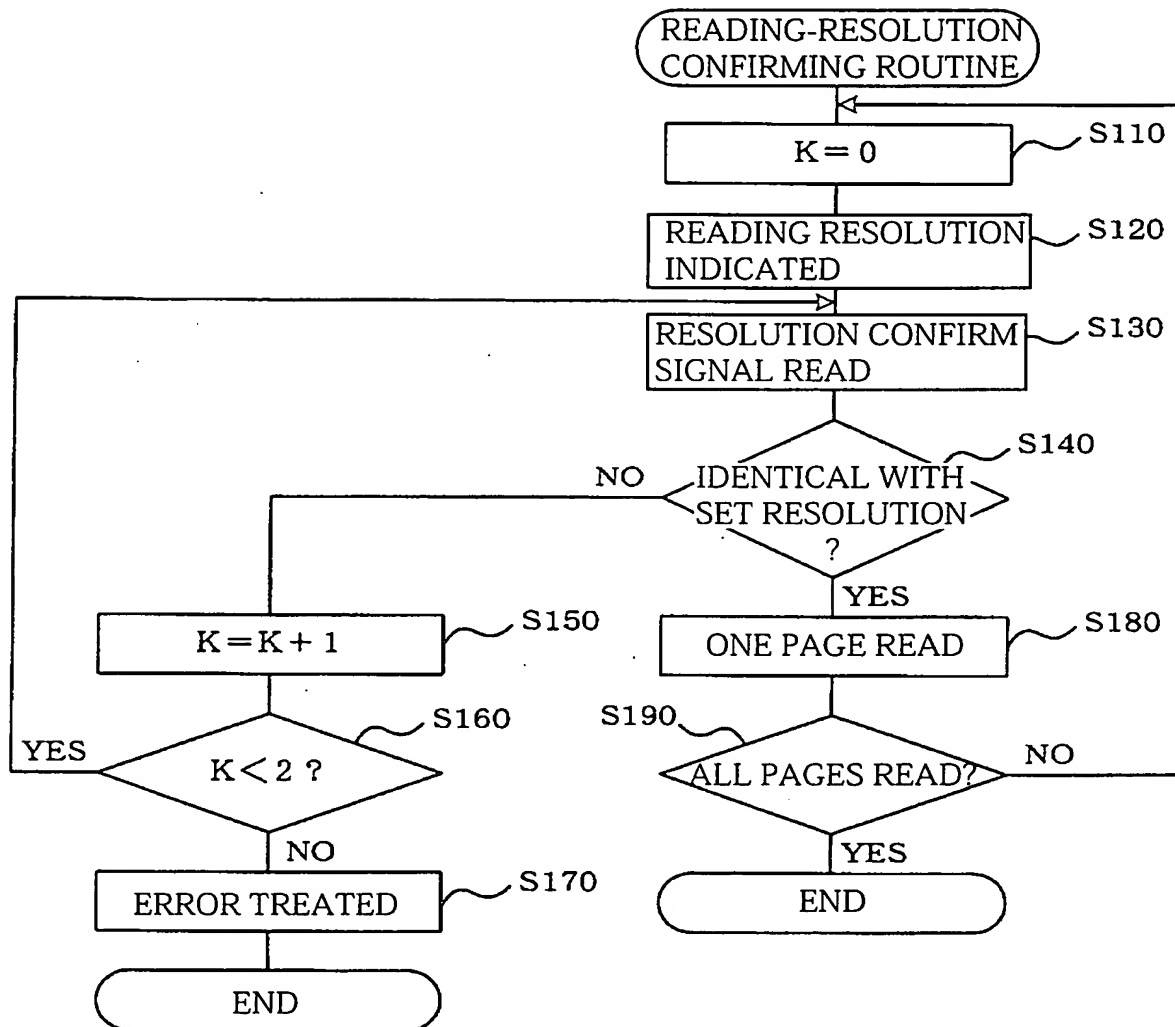 READING-RESOLUTION
CONFIRMING ROUTINE
K=0
S110
READING RESOLUTION
INDICATED
S120
RESOLUTION CONFIRM
SIGNAL READ
S130
IDENTICAL WITH
SET RESOLUTION
?
S140
NO
YES
K=K+1
S150
ONE PAGE READ
S180
K<2?
S160
YES
NO
ALL PAGES READ?
S190
NO
YES
ERROR TREATED
S170
END
END